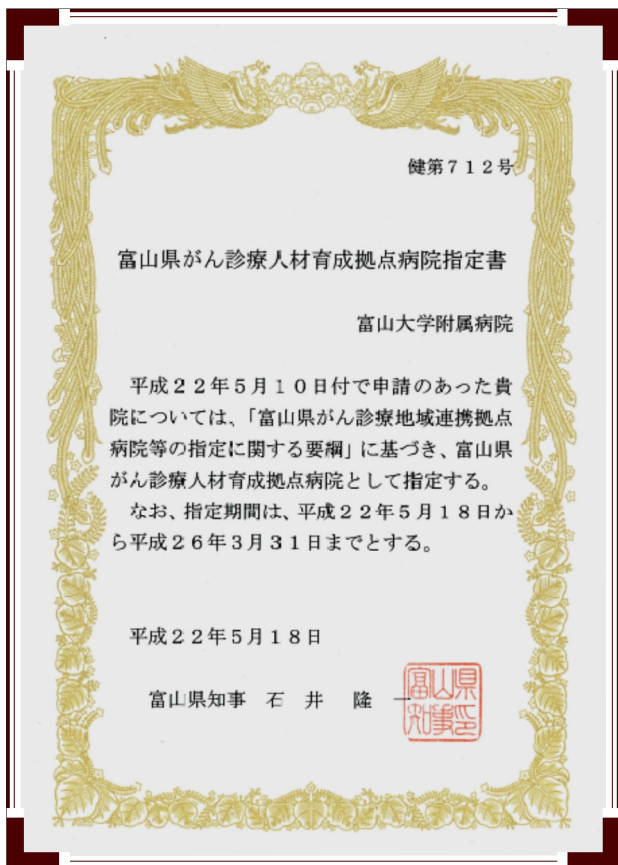 健第712号
富山県がん診療人材育成拠点病院指定書
富山大学附属病院
平成22年5月10日付で申請のあった貴
院については、「富山県がん診療地域連携拠点
病院等の指定に関する要綱」に基づき、富山県
がん診療人材育成拠点病院として指定する。
なお、指定期間は、平成22年5月18日か
ら平成26年3月31日までとする。
平成22年5月18日
富山県知事 石 井 隆 一
富山県
知事印